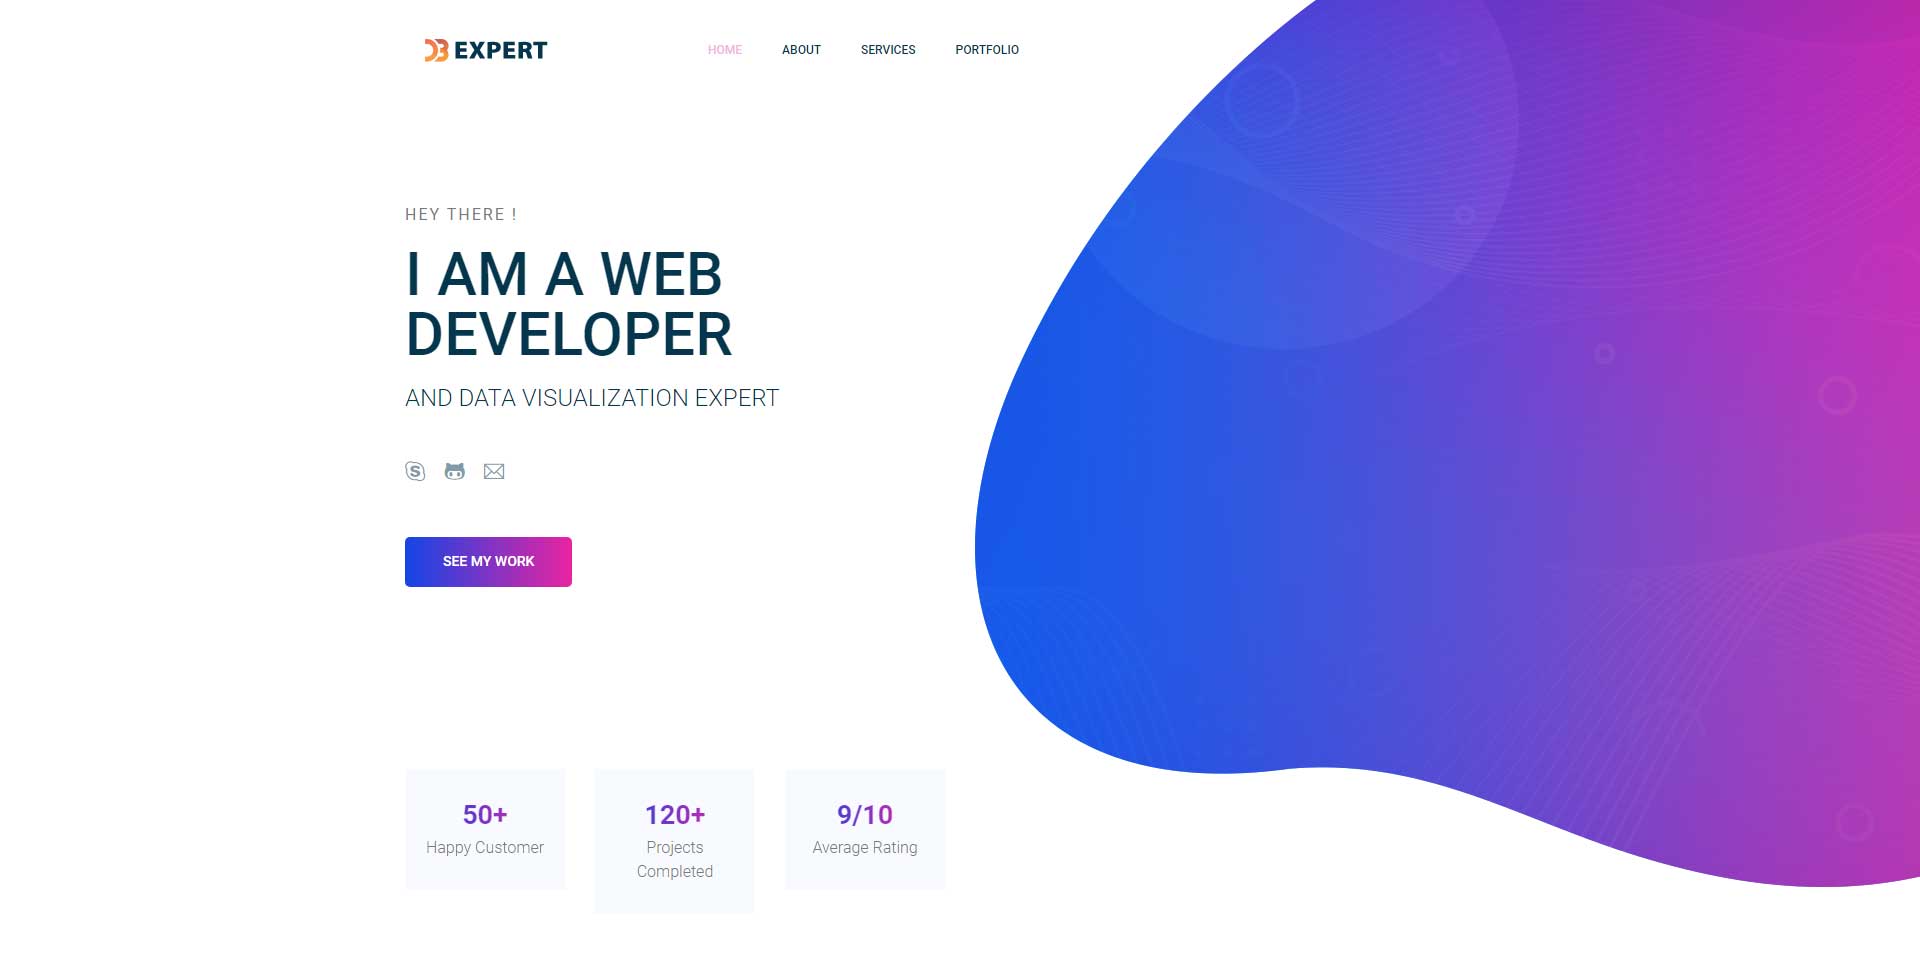 D3 EXPERT
HOME ABOUT SERVICES PORTFOLIO
HEY THERE !
I AM A WEB
DEVELOPER
AND DATA VISUALIZATION EXPERT
SEE MY WORK
50+
Happy Customer
120+
Projects
Completed
9/10
Average Rating